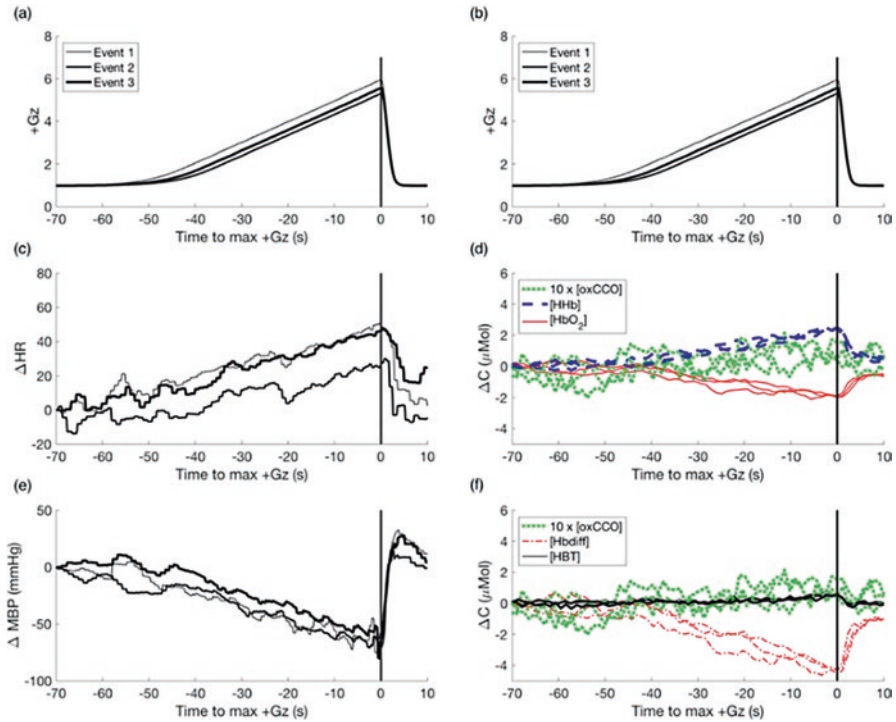 (a)
8
6
4
2
0
+Gz
Event 1
Event 2
Event 3
-70 -60 -50 -40 -30 -20 -10 0 10
Time to max +Gz (s)
(b)
8
6
4
2
0
+Gz
Event 1
Event 2
Event 3
-70 -60 -50 -40 -30 -20 -10 0 10
Time to max +Gz (s)
(c)
80
60
40
20
0
-20
ΔHR
-70 -60 -50 -40 -30 -20 -10 0 10
Time to max +Gz (s)
(d)
6
4
2
0
-2
-4
ΔC (μMol)
10 x [oxCCO]
[HHb]
[HbO2]
-70 -60 -50 -40 -30 -20 -10 0 10
Time to max +Gz (s)
(e)
50
0
-50
-100
Δ MBP (mmHg)
-70 -60 -50 -40 -30 -20 -10 0 10
Time to max +Gz (s)
(f)
6
4
2
0
-2
-4
ΔC (μMol)
10 x [oxCCO]
[Hbdiff]
[HBT]
-70 -60 -50 -40 -30 -20 -10 0 10
Time to max +Gz (s)